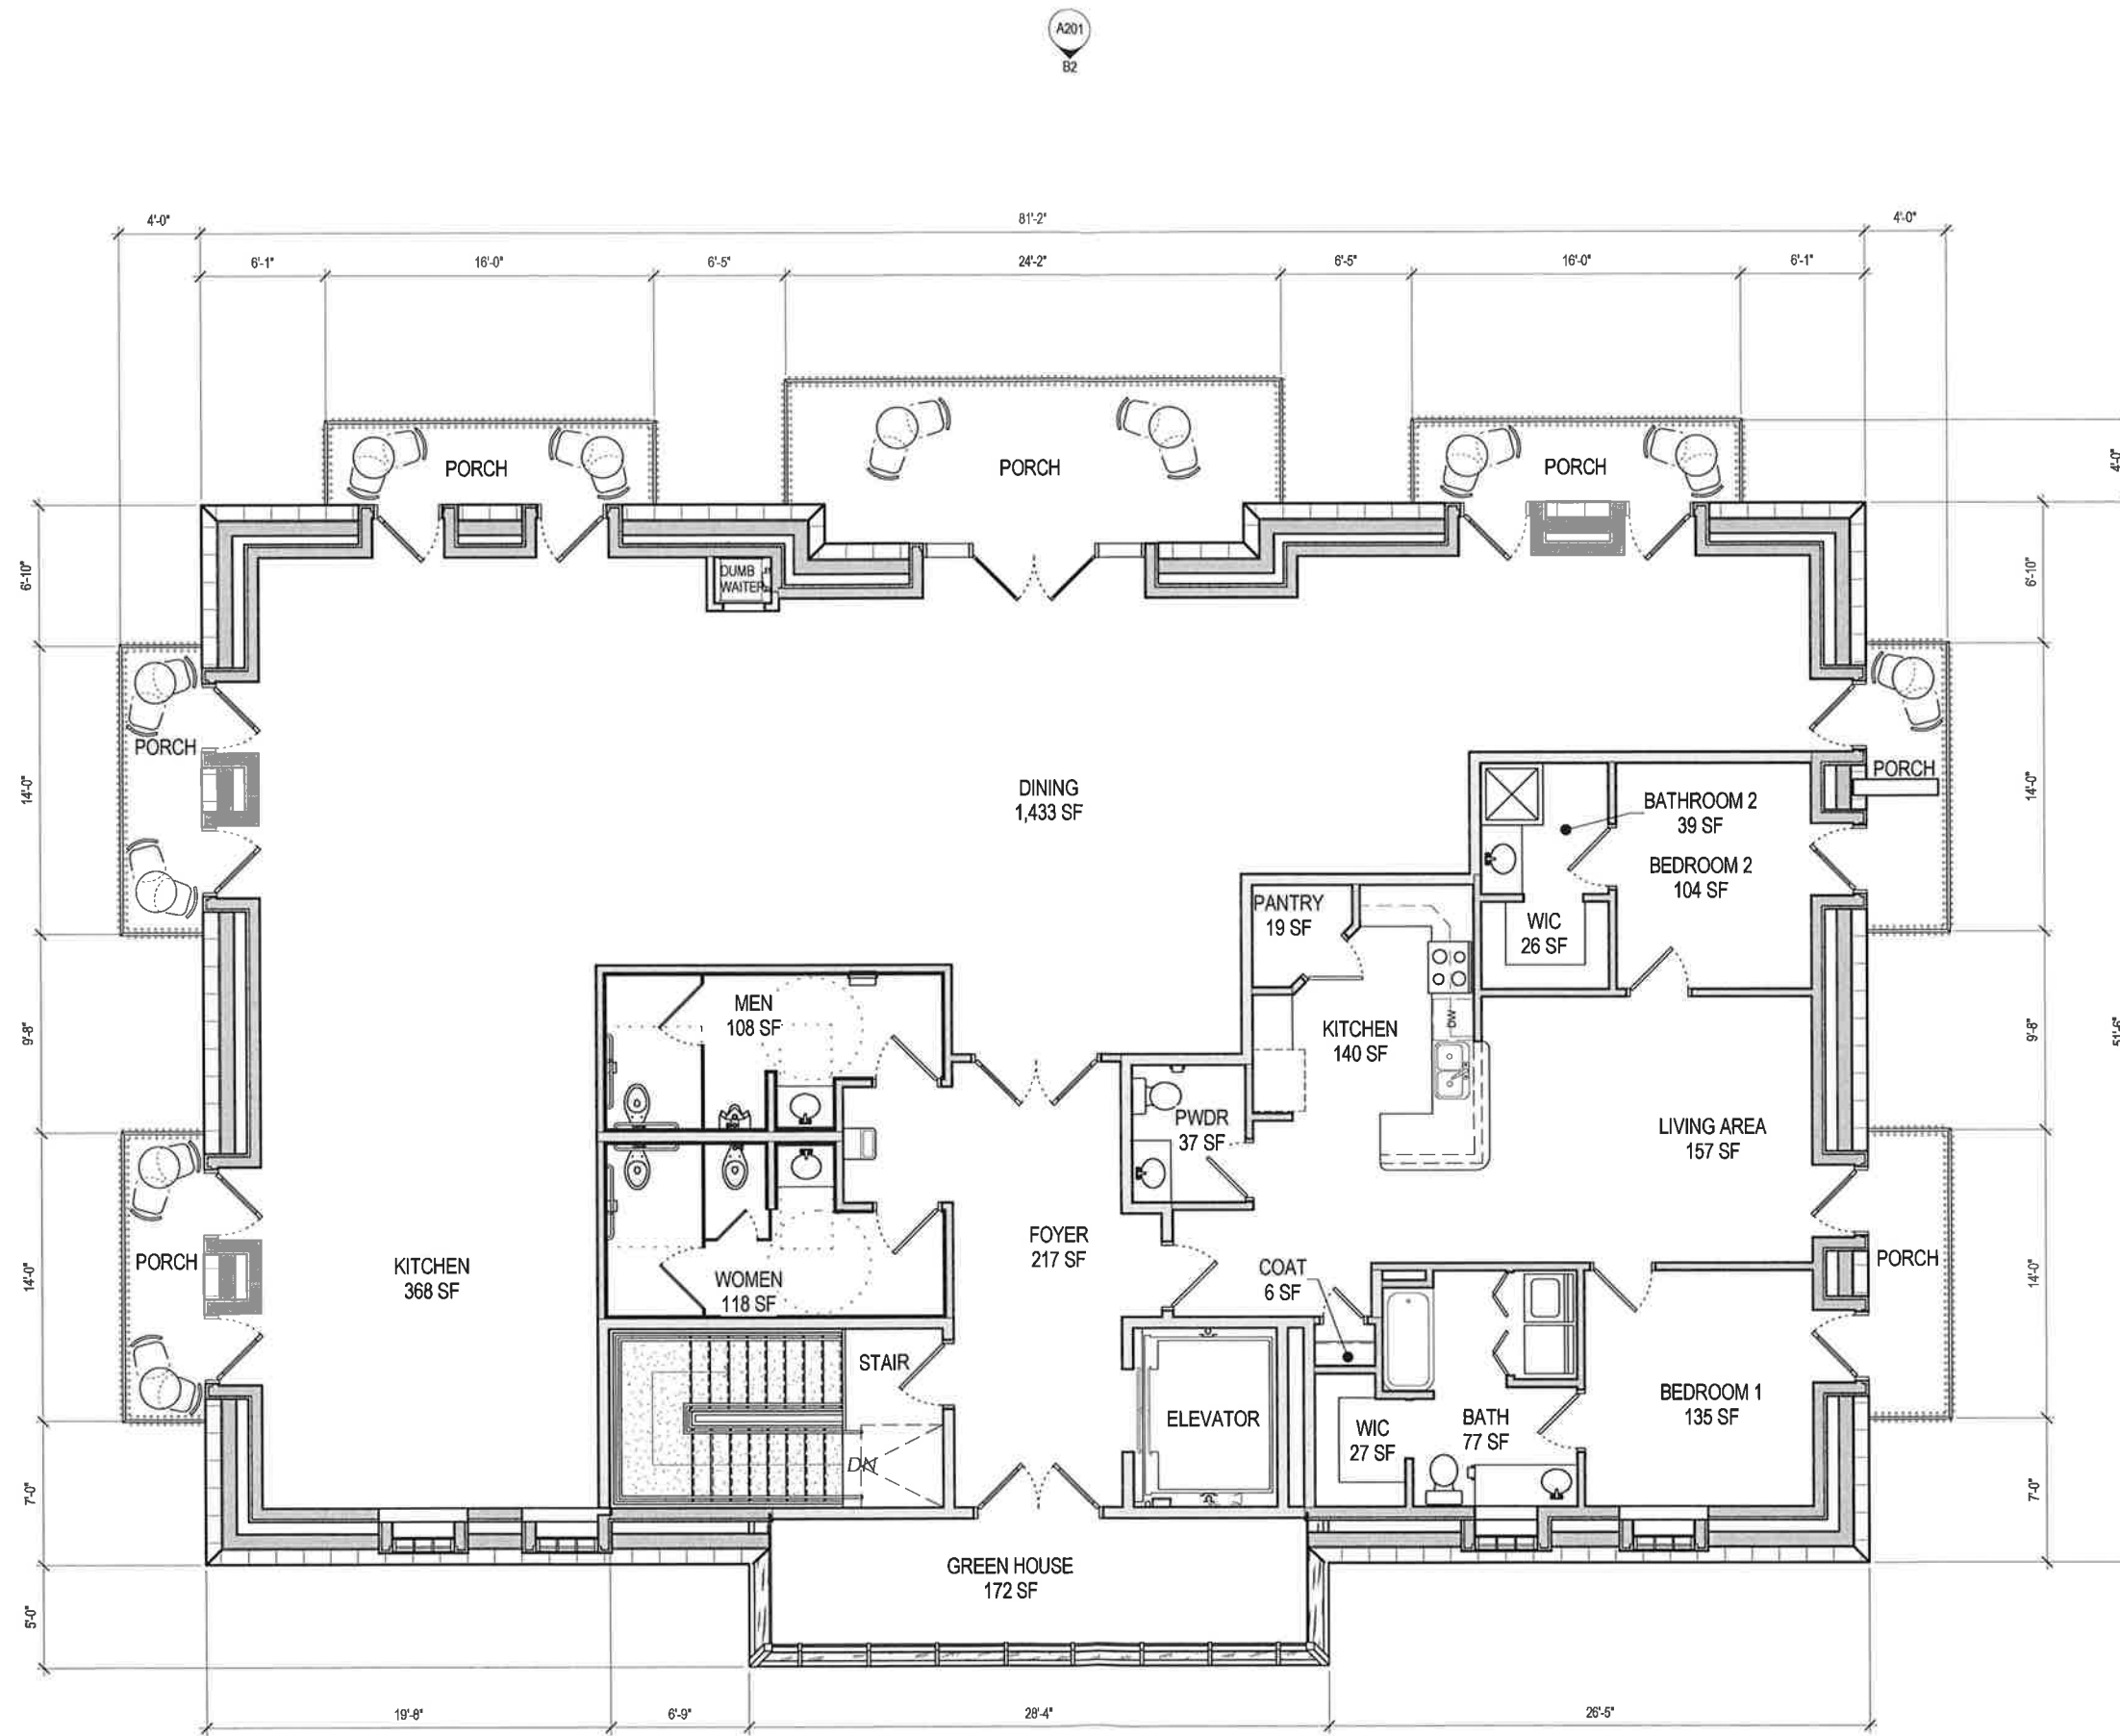 A201
B2
4'-0"
81'-2"
4'-0"
6'-1"
16'-0"
6'-5"
24'-2"
6'-5"
16'-0"
6'-1"
4'-0"
PORCH
PORCH
PORCH
6'-10"
DUMB
WAITER
6'-10"
PORCH
14'-0"
DINING
1,433 SF
BATHROOM 2
39 SF
PORCH
14'-0"
BEDROOM 2
104 SF
PANTRY
19 SF
WIC
26 SF
9'-8"
MEN
108 SF
KITCHEN
140 SF
DW
9'-8"
51'-6"
PWDR
37 SF
LIVING AREA
157 SF
PORCH
14'-0"
KITCHEN
368 SF
WOMEN
118 SF
FOYER
217 SF
COAT
6 SF
PORCH
14'-0"
STAIR
DN
ELEVATOR
WIC
27 SF
BATH
77 SF
BEDROOM 1
135 SF
7'-0"
7'-0"
GREEN HOUSE
172 SF
5'-0"
19'-8"
6'-9"
28'-4"
26'-5"